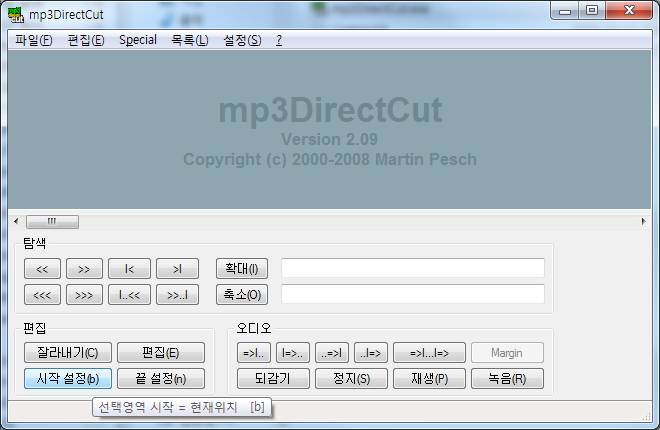 mp3DirectCut
파일(F) 편집(E) Special 목록(L) 설정(S) ?
mp3DirectCut
Version 2.09
Copyright (c) 2000-2008 Martin Pesch
탐색
<< >> I< >I 확대(I)
<<< >>> I..<< >>..I 축소(O)
편집
잘라내기(C) 편집(E)
시작 설정(b) 끝 설정(n)
오디오
=>I.. I=>.. ..=>I ..I=> =>I...I=> Margin
되감기 정지(S) 재생(P) 녹음(R)
선택영역 시작 = 현재위치 [b]